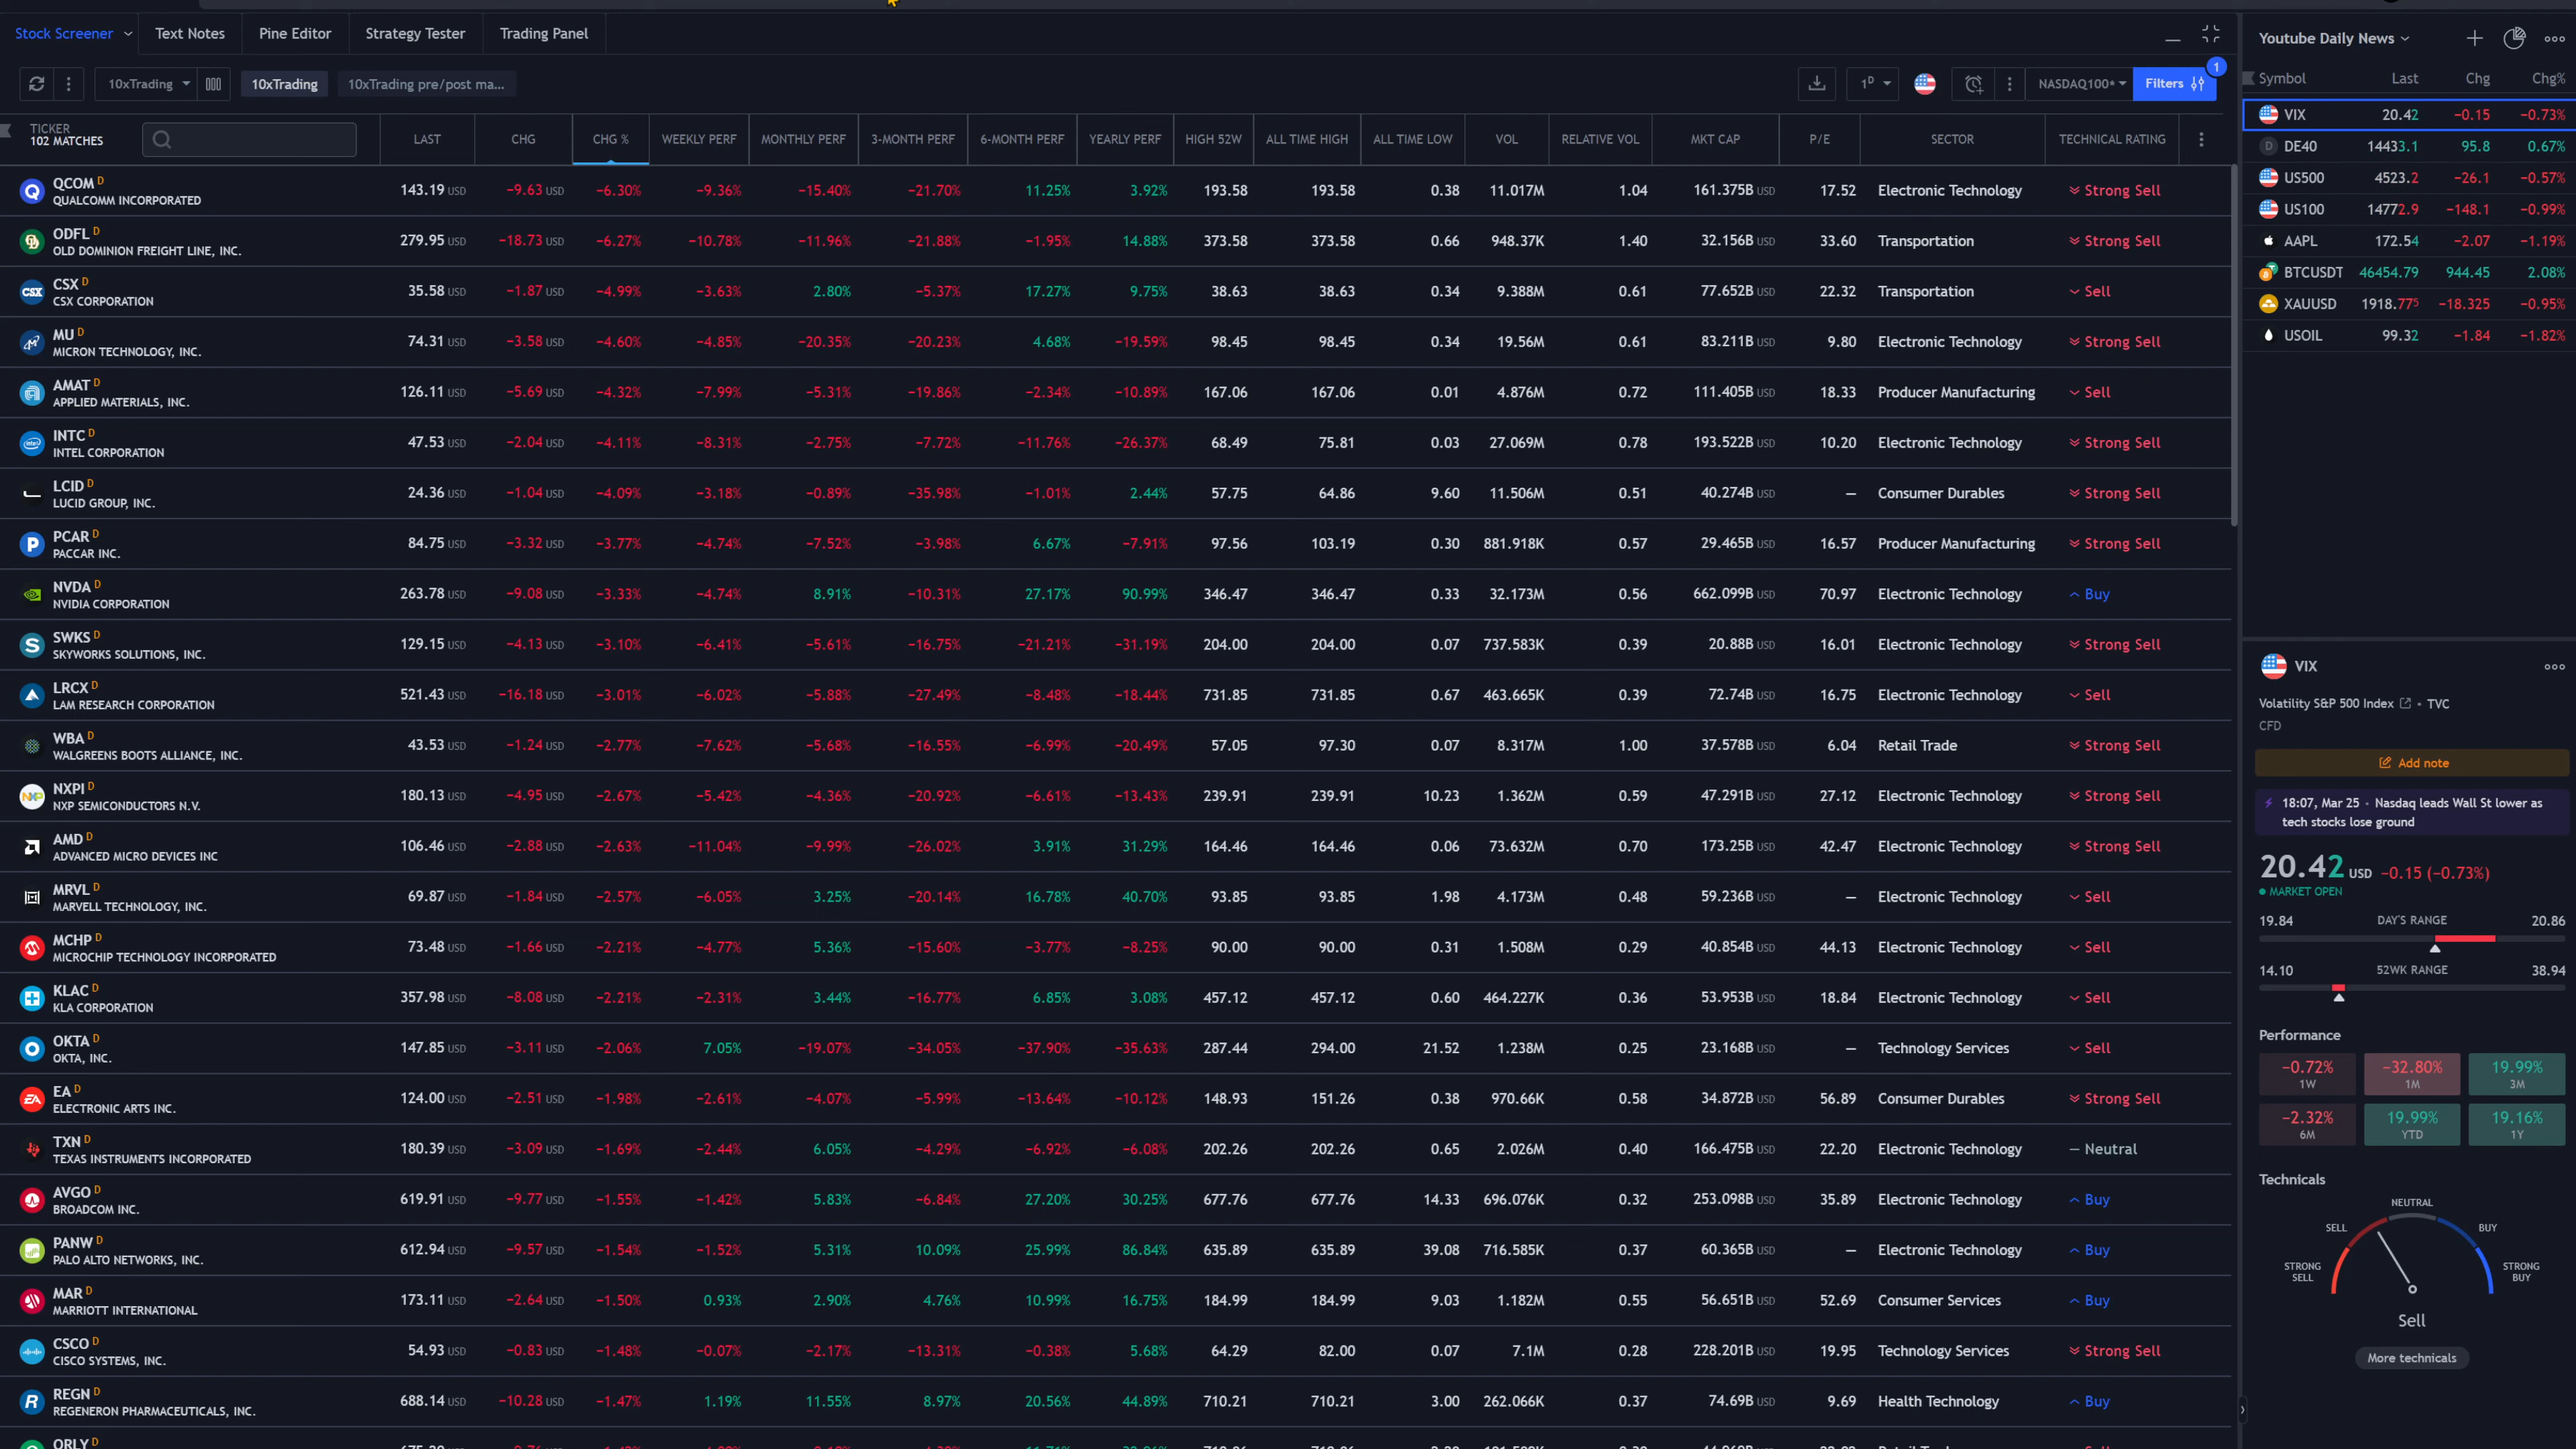 Stock Screener Text Notes Pine Editor Strategy Tester Trading Panel
10xTrading 10xTrading 10xTrading pre/post ma... 1D NASDAQ100* Filters 1
TICKER
102 MATCHES
LAST CHG CHG % WEEKLY PERF MONTHLY PERF 3-MONTH PERF 6-MONTH PERF YEARLY PERF HIGH 52W ALL TIME HIGH ALL TIME LOW VOL RELATIVE VOL MKT CAP P/E SECTOR TECHNICAL RATING
QCOM D 143.19 USD −9.63 USD −6.30% −9.36% −15.40% −21.70% 11.25% 3.92% 193.58 193.58 0.38 11.017M 1.04 161.375B USD 17.52 Electronic Technology Strong Sell
QUALCOMM INCORPORATED
ODFL D 279.95 USD −18.73 USD −6.27% −10.78% −11.96% −21.88% −1.95% 14.88% 373.58 373.58 0.66 948.37K 1.40 32.156B USD 33.60 Transportation Strong Sell
OLD DOMINION FREIGHT LINE, INC.
CSX D 35.58 USD −1.87 USD −4.99% −3.63% 2.80% −5.37% 17.27% 9.75% 38.63 38.63 0.34 9.388M 0.61 77.652B USD 22.32 Transportation Sell
CSX CORPORATION
MU D 74.31 USD −3.58 USD −4.60% −4.85% −20.35% −20.23% 4.68% −19.59% 98.45 98.45 0.34 19.56M 0.61 83.211B USD 9.80 Electronic Technology Strong Sell
MICRON TECHNOLOGY, INC.
AMAT D 126.11 USD −5.69 USD −4.32% −7.99% −5.31% −19.86% −2.34% −10.89% 167.06 167.06 0.01 4.876M 0.72 111.405B USD 18.33 Producer Manufacturing Sell
APPLIED MATERIALS, INC.
INTC D 47.53 USD −2.04 USD −4.11% −8.31% −2.75% −7.72% −11.76% −26.37% 68.49 75.81 0.03 27.069M 0.78 193.522B USD 10.20 Electronic Technology Strong Sell
INTEL CORPORATION
LCID D 24.36 USD −1.04 USD −4.09% −3.18% −0.89% −35.98% −1.01% 2.44% 57.75 64.86 9.60 11.506M 0.51 40.274B USD — Consumer Durables Strong Sell
LUCID GROUP, INC.
PCAR D 84.75 USD −3.32 USD −3.77% −4.74% −7.52% −3.98% 6.67% −7.91% 97.56 103.19 0.30 881.918K 0.57 29.465B USD 16.57 Producer Manufacturing Strong Sell
PACCAR INC.
NVDA D 263.78 USD −9.08 USD −3.33% −4.74% 8.91% −10.31% 27.17% 90.99% 346.47 346.47 0.33 32.173M 0.56 662.099B USD 70.97 Electronic Technology Buy
NVIDIA CORPORATION
SWKS D 129.15 USD −4.13 USD −3.10% −6.41% −5.61% −16.75% −21.21% −31.19% 204.00 204.00 0.07 737.583K 0.39 20.88B USD 16.01 Electronic Technology Strong Sell
SKYWORKS SOLUTIONS, INC.
LRCX D 521.43 USD −16.18 USD −3.01% −6.02% −5.88% −27.49% −8.48% −18.44% 731.85 731.85 0.67 463.665K 0.39 72.74B USD 16.75 Electronic Technology Sell
LAM RESEARCH CORPORATION
WBA D 43.53 USD −1.24 USD −2.77% −7.62% −5.68% −16.55% −6.99% −20.49% 57.05 97.30 0.07 8.317M 1.00 37.578B USD 6.04 Retail Trade Strong Sell
WALGREENS BOOTS ALLIANCE, INC.
NXPI D 180.13 USD −4.95 USD −2.67% −5.42% −4.36% −20.92% −6.61% −13.43% 239.91 239.91 10.23 1.362M 0.59 47.291B USD 27.12 Electronic Technology Strong Sell
NXP SEMICONDUCTORS N.V.
AMD D 106.46 USD −2.88 USD −2.63% −11.04% −9.99% −26.02% 3.91% 31.29% 164.46 164.46 0.06 73.632M 0.70 173.25B USD 42.47 Electronic Technology Strong Sell
ADVANCED MICRO DEVICES INC
MRVL D 69.87 USD −1.84 USD −2.57% −6.05% 3.25% −20.14% 16.78% 40.70% 93.85 93.85 1.98 4.173M 0.48 59.236B USD — Electronic Technology Sell
MARVELL TECHNOLOGY, INC.
MCHP D 73.48 USD −1.66 USD −2.21% −4.77% 5.36% −15.60% −3.77% −8.25% 90.00 90.00 0.31 1.508M 0.29 40.854B USD 44.13 Electronic Technology Sell
MICROCHIP TECHNOLOGY INCORPORATED
KLAC D 357.98 USD −8.08 USD −2.21% −2.31% 3.44% −16.77% 6.85% 3.08% 457.12 457.12 0.60 464.227K 0.36 53.953B USD 18.84 Electronic Technology Sell
KLA CORPORATION
OKTA D 147.85 USD −3.11 USD −2.06% 7.05% −19.07% −34.05% −37.90% −35.63% 287.44 294.00 21.52 1.238M 0.25 23.168B USD — Technology Services Sell
OKTA, INC.
EA D 124.00 USD −2.51 USD −1.98% −2.61% −4.07% −5.99% −13.64% −10.12% 148.93 151.26 0.38 970.66K 0.58 34.872B USD 56.89 Consumer Durables Strong Sell
ELECTRONIC ARTS INC.
TXN D 180.39 USD −3.09 USD −1.69% −2.44% 6.05% −4.29% −6.92% −6.08% 202.26 202.26 0.65 2.026M 0.40 166.475B USD 22.20 Electronic Technology — Neutral
TEXAS INSTRUMENTS INCORPORATED
AVGO D 619.91 USD −9.77 USD −1.55% −1.42% 5.83% −6.84% 27.20% 30.25% 677.76 677.76 14.33 696.076K 0.32 253.098B USD 35.89 Electronic Technology Buy
BROADCOM INC.
PANW D 612.94 USD −9.57 USD −1.54% −1.52% 5.31% 10.09% 25.99% 86.84% 635.89 635.89 39.08 716.585K 0.37 60.365B USD — Electronic Technology Buy
PALO ALTO NETWORKS, INC.
MAR D 173.11 USD −2.64 USD −1.50% 0.93% 2.90% 4.76% 10.99% 16.75% 184.99 184.99 9.03 1.182M 0.55 56.651B USD 52.69 Consumer Services Buy
MARRIOTT INTERNATIONAL
CSCO D 54.93 USD −0.83 USD −1.48% −0.07% −2.17% −13.31% −0.38% 5.68% 64.29 82.00 0.07 7.1M 0.28 228.201B USD 19.95 Technology Services Strong Sell
CISCO SYSTEMS, INC.
REGN D 688.14 USD −10.28 USD −1.47% 1.19% 11.55% 8.97% 20.56% 44.89% 710.21 710.21 3.00 262.066K 0.37 74.69B USD 9.69 Health Technology Buy
REGENERON PHARMACEUTICALS, INC.
ORLY D
Youtube Daily News
Symbol Last Chg Chg%
VIX 20.42 −0.15 −0.73%
DE40 14433.1 95.8 0.67%
US500 4523.2 −26.1 −0.57%
US100 14772.9 −148.1 −0.99%
AAPL 172.54 −2.07 −1.19%
BTCUSDT 46454.79 944.45 2.08%
XAUUSD 1918.775 −18.325 −0.95%
USOIL 99.32 −1.84 −1.82%
VIX
Volatility S&P 500 Index • TVC
CFD
Add note
18:07, Mar 25 • Nasdaq leads Wall St lower as
tech stocks lose ground
20.42 USD −0.15 (−0.73%)
MARKET OPEN
19.84 DAY'S RANGE 20.86
14.10 52WK RANGE 38.94
Performance
−0.72% −32.80% 19.99%
1W 1M 3M
−2.32% 19.99% 19.16%
6M YTD 1Y
Technicals
NEUTRAL
SELL BUY
STRONG SELL STRONG BUY
Sell
More technicals